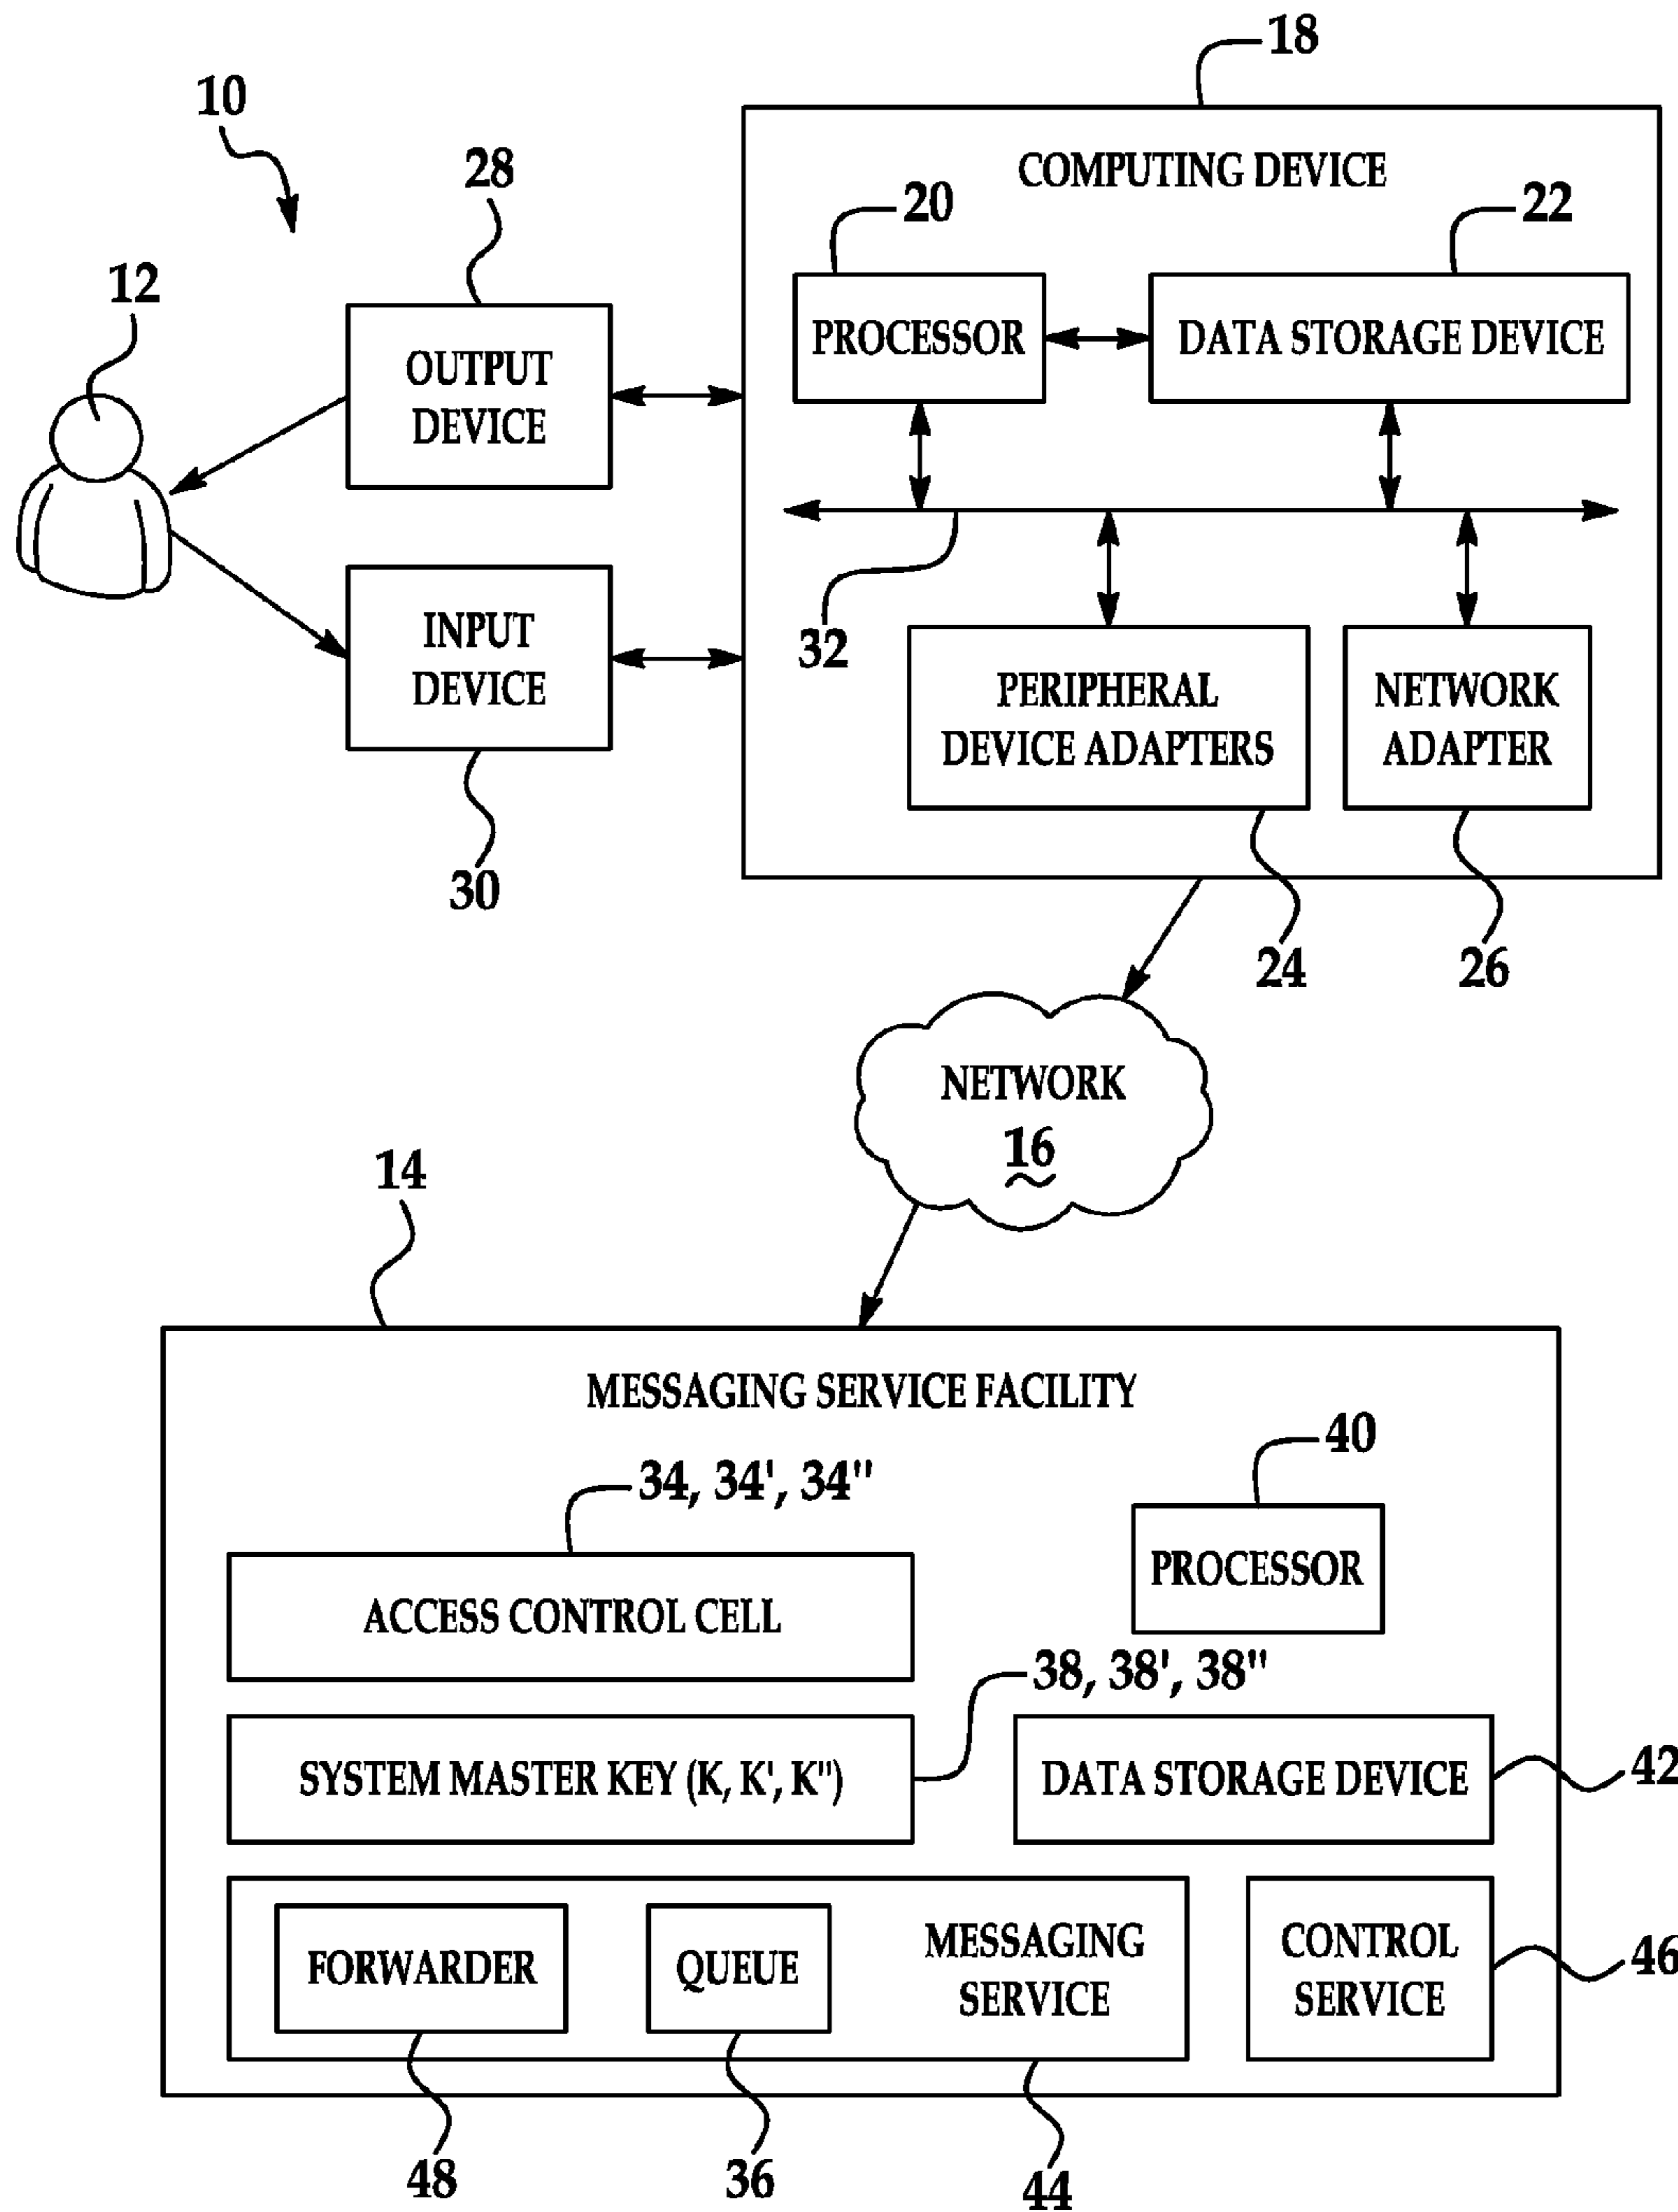 18
10
COMPUTING DEVICE
28
20
22
12
PROCESSOR
DATA STORAGE DEVICE
OUTPUT
DEVICE
INPUT
DEVICE
32
PERIPHERAL
DEVICE ADAPTERS
NETWORK
ADAPTER
30
24
26
NETWORK
16
14
MESSAGING SERVICE FACILITY
40
34, 34', 34"
PROCESSOR
ACCESS CONTROL CELL
38, 38', 38"
SYSTEM MASTER KEY (K, K', K")
DATA STORAGE DEVICE
42
FORWARDER
QUEUE
MESSAGING
SERVICE
CONTROL
SERVICE
46
48
36
44